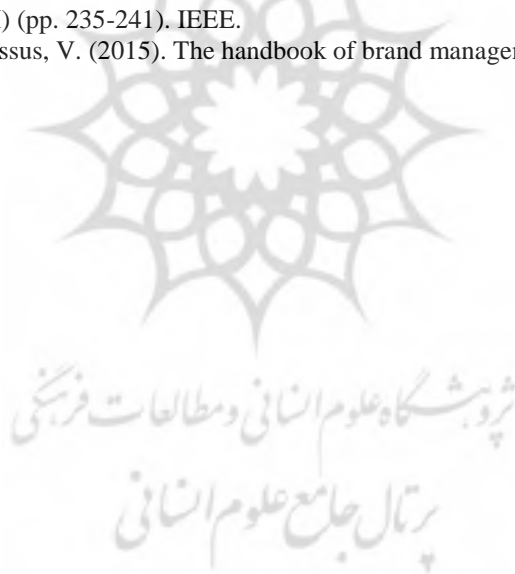 ) (pp. 235-241). IEEE.
ssus, V. (2015). The handbook of brand manager
پژوهشگاه علوم انسانی و مطالعات فرهنگی
پرتال جامع علوم انسانی